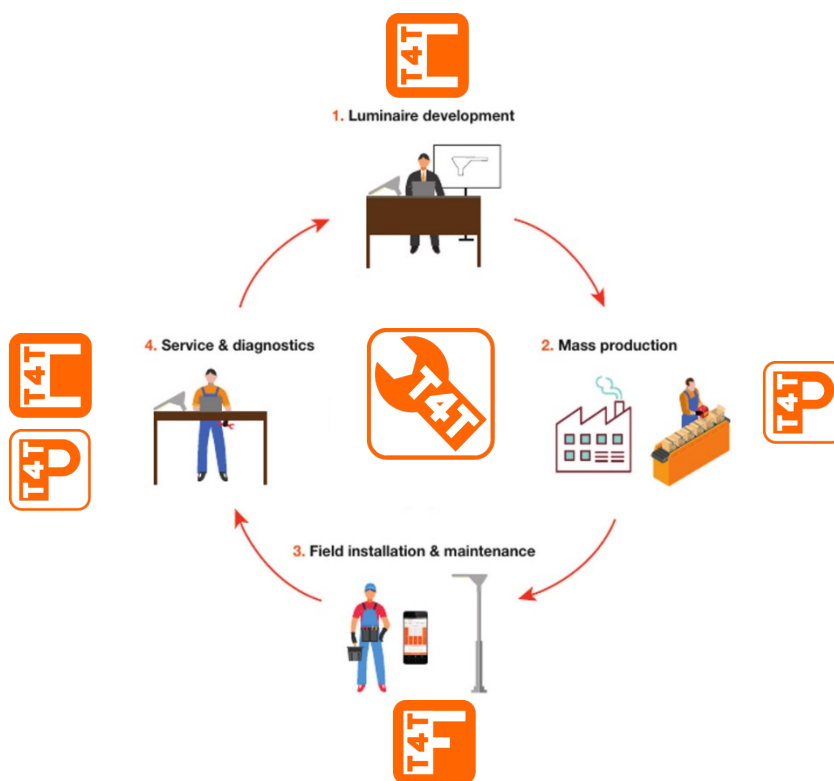 T4T C
1. Luminaire development
4. Service & diagnostics
2. Mass production
T4T C
T4T
T4T P
T4T P
3. Field installation & maintenance
T4T F